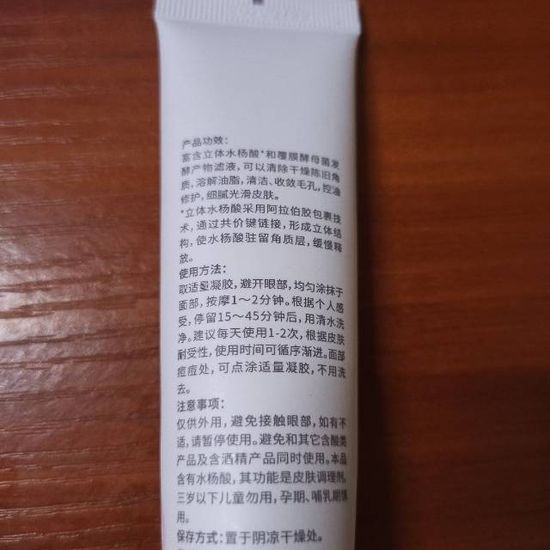 产品功效：
富含立体水杨酸*和覆膜酵母菌发
酵产物滤液，可以清除干燥陈旧角
质，溶解油脂，清洁、收敛毛孔，控油
修护，细腻光滑皮肤。
*立体水杨酸采用阿拉伯胶包裹技
术，通过共价键链接，形成立体结
构，使水杨酸驻留角质层，缓慢释
放。
使用方法：
取适量凝胶，避开眼部，均匀涂抹于
面部，按摩1～2分钟。根据个人感
受，停留15～45分钟后，用清水洗
净。建议每天使用1-2次，根据皮肤
耐受性，使用时间可循序渐进。面部
痘痘处，可点涂适量凝胶，不用洗
去。
注意事项：
仅供外用，避免接触眼部，如有不
适，请暂停使用。避免和其它含酸类
产品及含酒精产品同时使用。本品
含有水杨酸，其功能是皮肤调理剂，
三岁以下儿童勿用，孕期、哺乳期慎
用。
保存方式：置于阴凉干燥处。